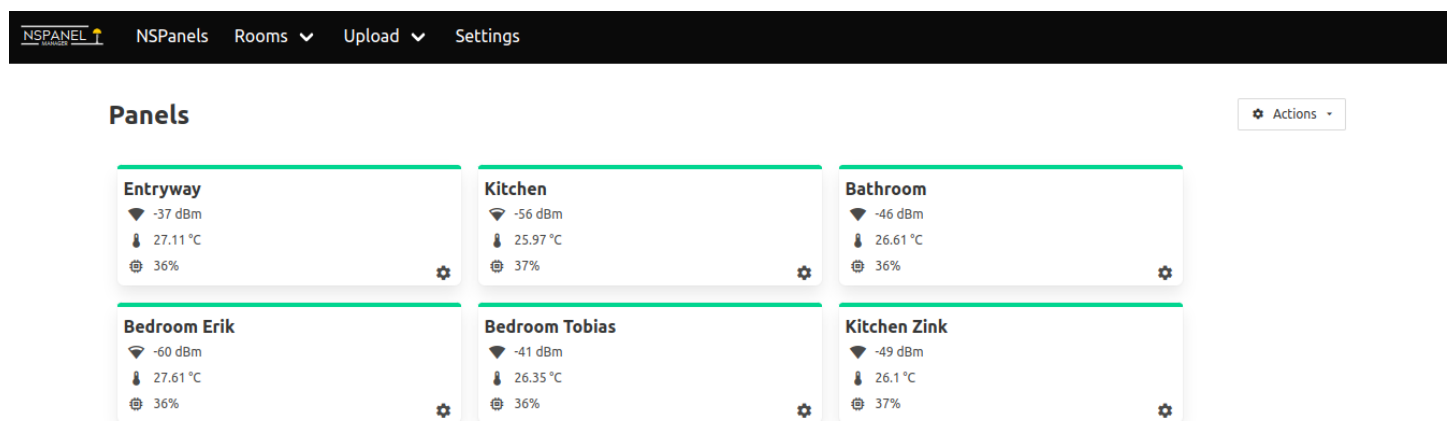 NSPANEL
MANAGER
NSPanels Rooms Upload Settings
Panels
Actions
Entryway
-37 dBm
27.11 °C
36%
Kitchen
-56 dBm
25.97 °C
37%
Bathroom
-46 dBm
26.61 °C
36%
Bedroom Erik
-60 dBm
27.61 °C
36%
Bedroom Tobias
-41 dBm
26.35 °C
36%
Kitchen Zink
-49 dBm
26.1 °C
37%